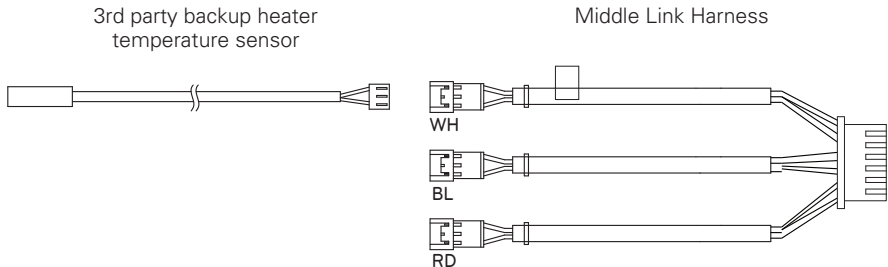 3rd party backup heater
temperature sensor
Middle Link Harness
WH
BL
RD